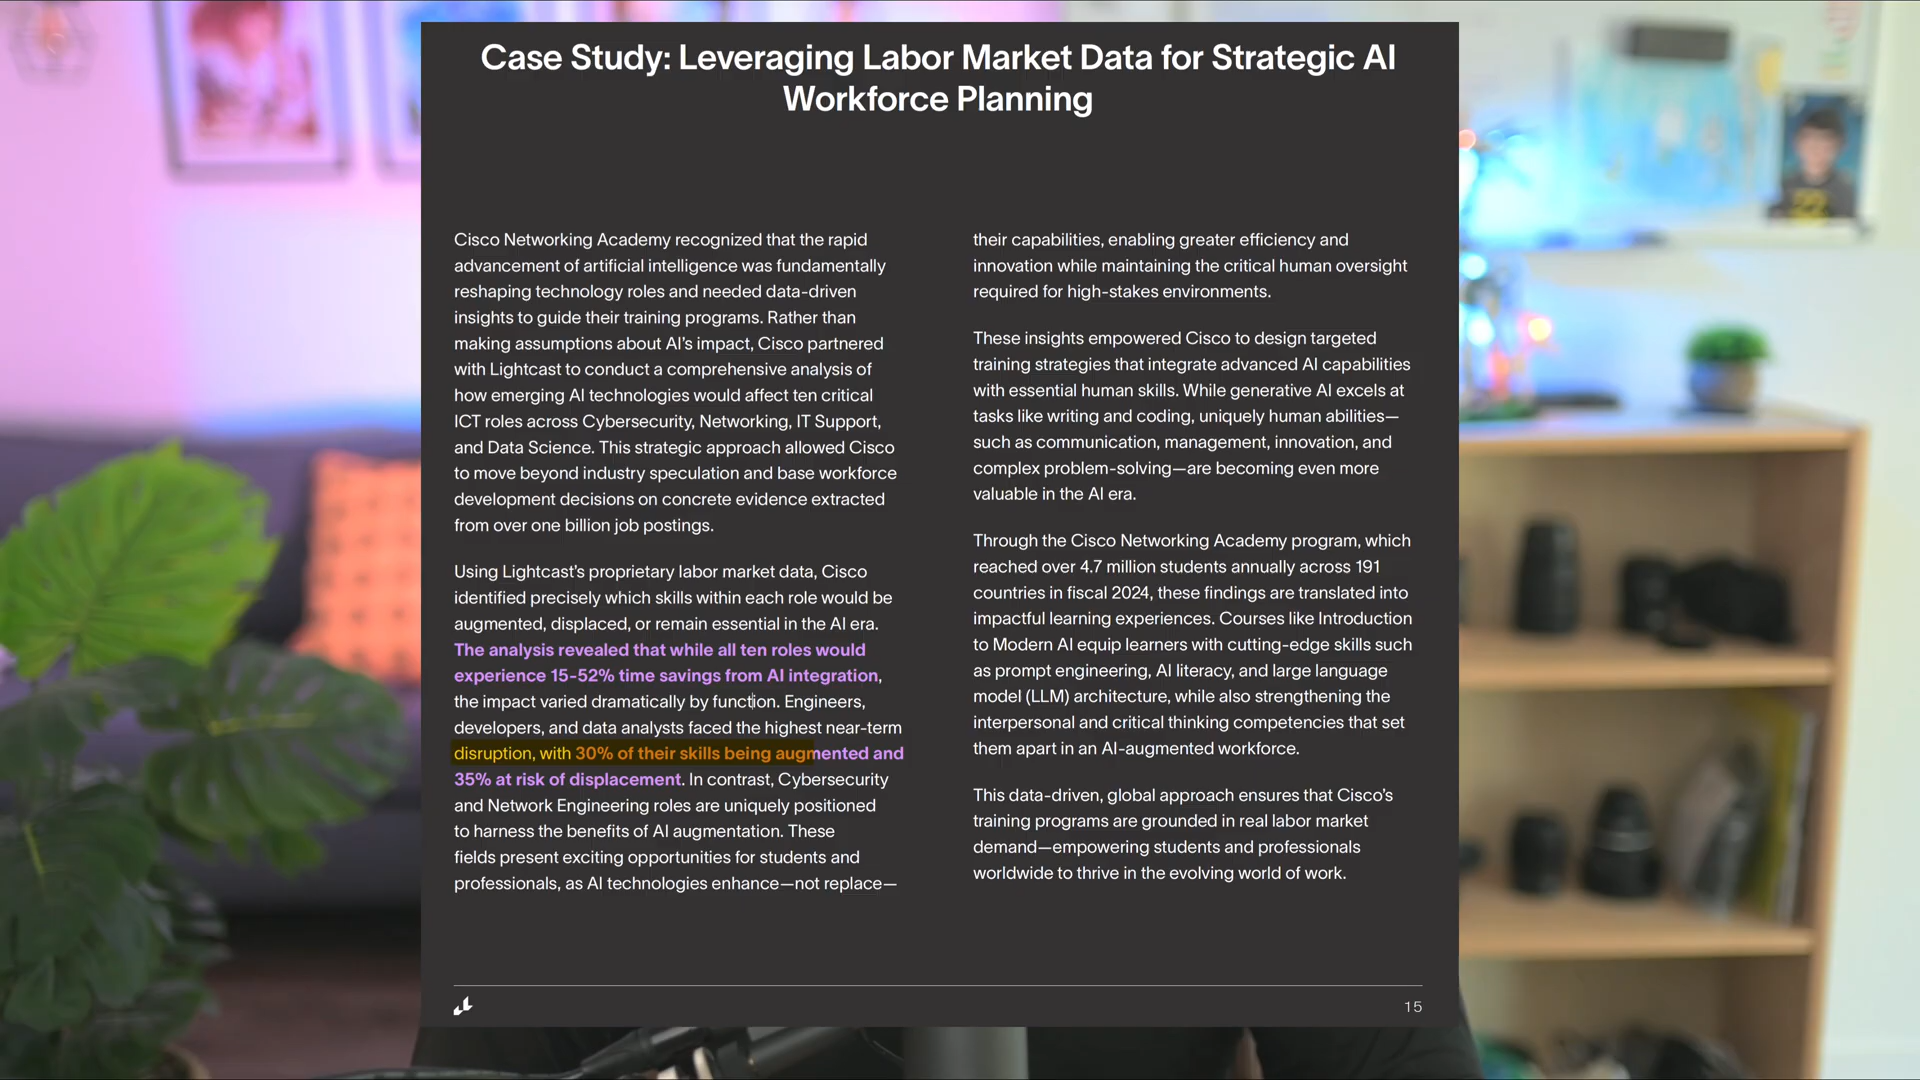 Case Study: Leveraging Labor Market Data for Strategic AI
Workforce Planning
Cisco Networking Academy recognized that the rapid
advancement of artificial intelligence was fundamentally
reshaping technology roles and needed data-driven
insights to guide their training programs. Rather than
making assumptions about AI's impact, Cisco partnered
with Lightcast to conduct a comprehensive analysis of
how emerging AI technologies would affect ten critical
ICT roles across Cybersecurity, Networking, IT Support,
and Data Science. This strategic approach allowed Cisco
to move beyond industry speculation and base workforce
development decisions on concrete evidence extracted
from over one billion job postings.
Using Lightcast's proprietary labor market data, Cisco
identified precisely which skills within each role would be
augmented, displaced, or remain essential in the AI era.
The analysis revealed that while all ten roles would
experience 15-52% time savings from AI integration,
the impact varied dramatically by function. Engineers,
developers, and data analysts faced the highest near-term
disruption, with 30% of their skills being augmented and
35% at risk of displacement. In contrast, Cybersecurity
and Network Engineering roles are uniquely positioned
to harness the benefits of AI augmentation. These
fields present exciting opportunities for students and
professionals, as AI technologies enhance—not replace—
their capabilities, enabling greater efficiency and
innovation while maintaining the critical human oversight
required for high-stakes environments.
These insights empowered Cisco to design targeted
training strategies that integrate advanced AI capabilities
with essential human skills. While generative AI excels at
tasks like writing and coding, uniquely human abilities—
such as communication, management, innovation, and
complex problem-solving—are becoming even more
valuable in the AI era.
Through the Cisco Networking Academy program, which
reached over 4.7 million students annually across 191
countries in fiscal 2024, these findings are translated into
impactful learning experiences. Courses like Introduction
to Modern AI equip learners with cutting-edge skills such
as prompt engineering, AI literacy, and large language
model (LLM) architecture, while also strengthening the
interpersonal and critical thinking competencies that set
them apart in an AI-augmented workforce.
This data-driven, global approach ensures that Cisco's
training programs are grounded in real labor market
demand—empowering students and professionals
worldwide to thrive in the evolving world of work.
15